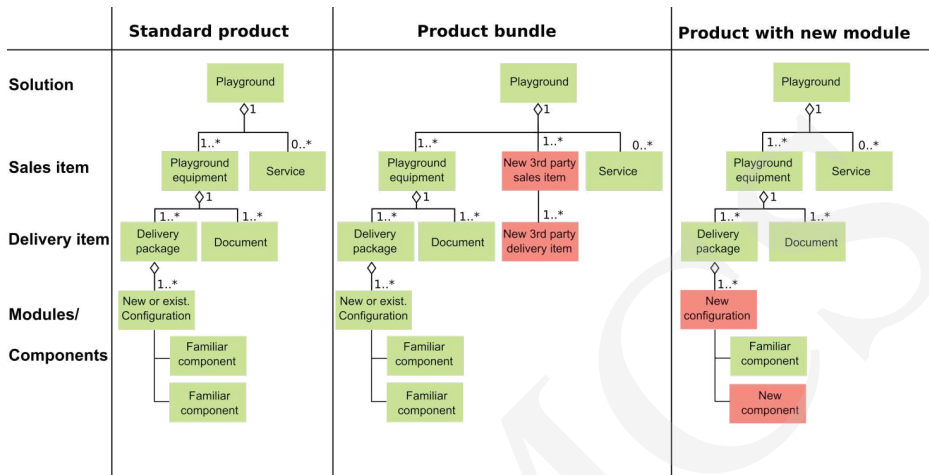 Standard product
Product bundle
Product with new module
Solution
Playground
1
1..*
0..*
Playground
1
1..*
1..*
0..*
Playground
1
1..*
0..*
Sales item
Playground
equipment
Service
1
1..*
1..*
Playground
equipment
New 3rd party
sales item
Service
1
1..*
1..*
1..*
Playground
equipment
Service
1
1..*
1..*
Delivery item
Delivery
package
Document
1..*
Delivery
package
Document
New 3rd party
delivery item
1..*
Delivery
package
Document
1..*
Modules/
Components
New or exist.
Configuration
Familiar
component
Familiar
component
New or exist.
Configuration
Familiar
component
Familiar
component
New
configuration
Familiar
component
New
component